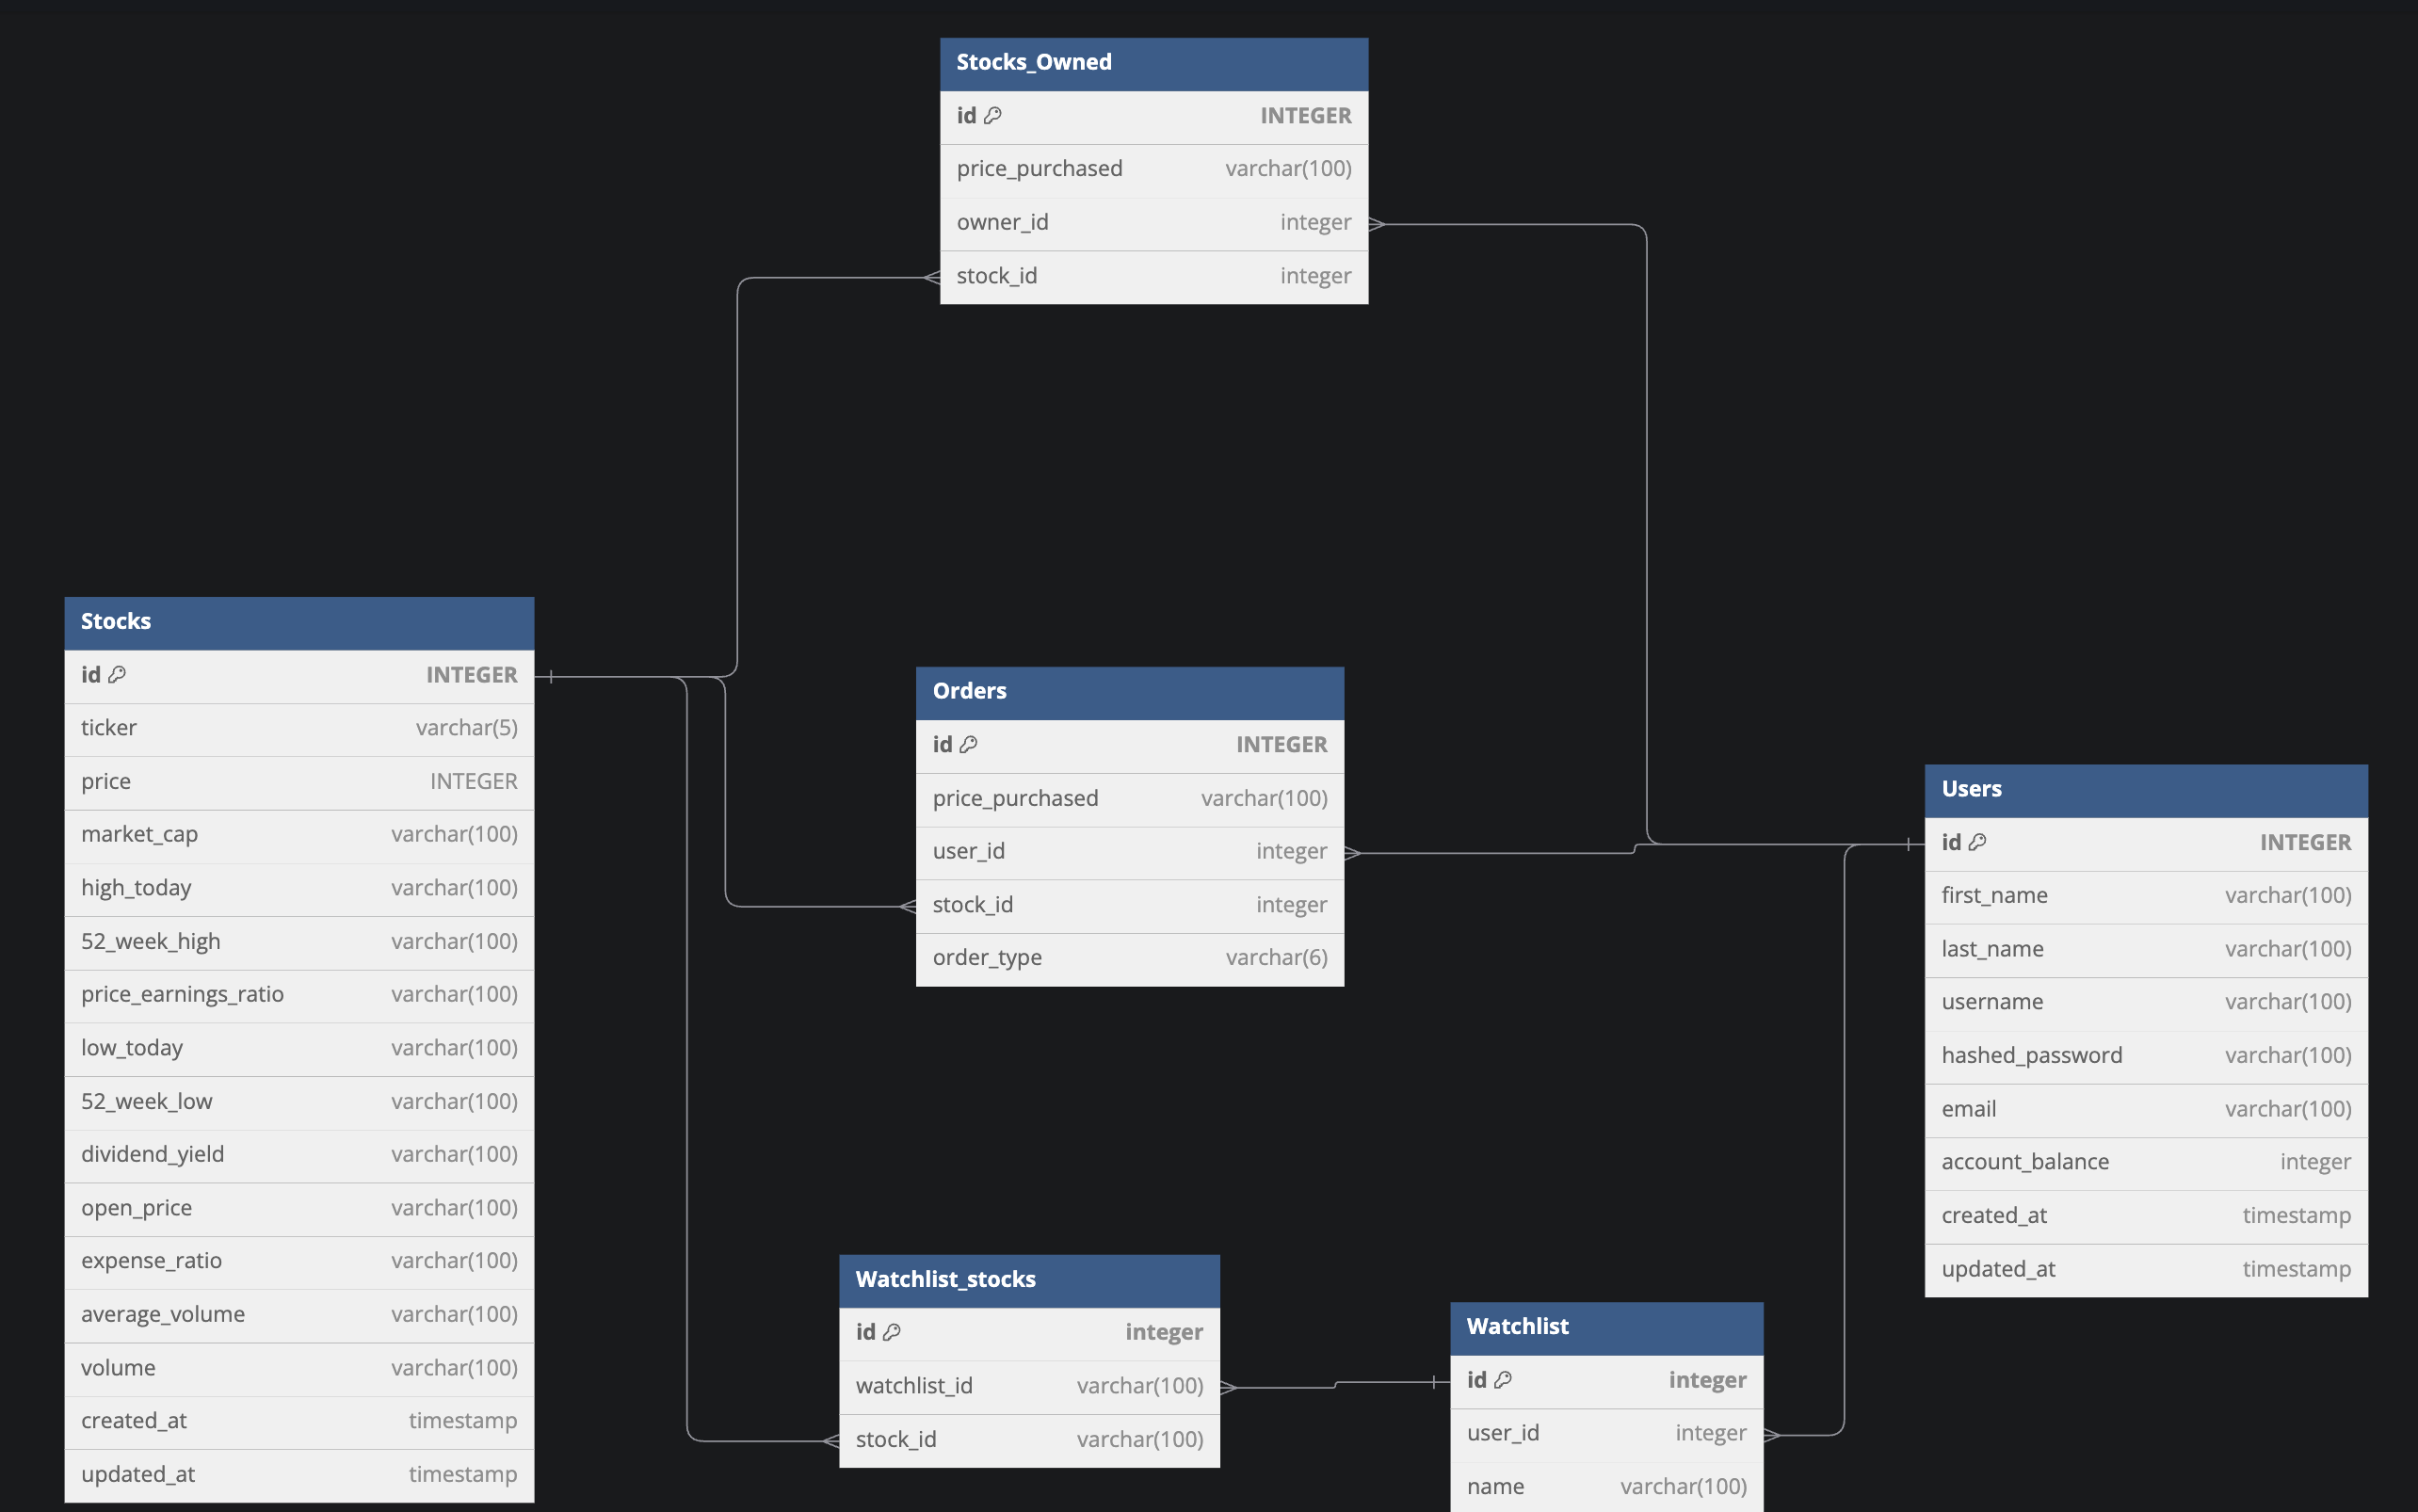 Stocks_Owned
id INTEGER
price_purchased varchar(100)
owner_id integer
stock_id integer
Stocks
id INTEGER
ticker varchar(5)
price INTEGER
market_cap varchar(100)
high_today varchar(100)
52_week_high varchar(100)
price_earnings_ratio varchar(100)
low_today varchar(100)
52_week_low varchar(100)
dividend_yield varchar(100)
open_price varchar(100)
expense_ratio varchar(100)
average_volume varchar(100)
volume varchar(100)
created_at timestamp
updated_at timestamp
Orders
id INTEGER
price_purchased varchar(100)
user_id integer
stock_id integer
order_type varchar(6)
Users
id INTEGER
first_name varchar(100)
last_name varchar(100)
username varchar(100)
hashed_password varchar(100)
email varchar(100)
account_balance integer
created_at timestamp
updated_at timestamp
Watchlist_stocks
id integer
watchlist_id varchar(100)
stock_id varchar(100)
Watchlist
id integer
user_id integer
name varchar(100)